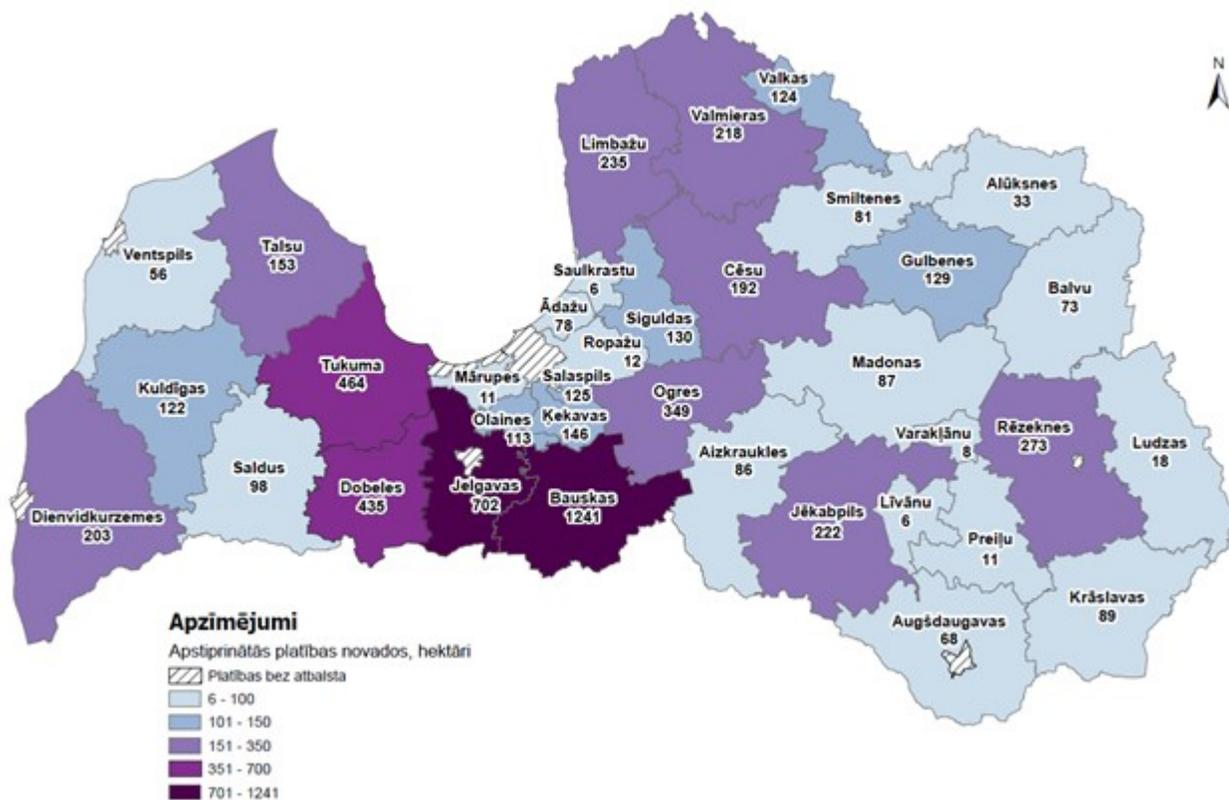 N
Valkas
124
Valmieras
218
Limbažu
235
Alūksnes
33
Smiltenes
81
Talsu
153
Ventspils
56
Gulbenes
129
Cēsu
192
Saulkrastu
6
Balvu
73
Ādažu
78
Siguldas
130
Ropažu
12
Tukuma
464
Madonas
87
Mārupes
11
Salaspils
125
Kuldīgas
122
Ogres
349
Olaines
113
Ķekavas
146
Varakļānu
8
Rēzeknes
273
Ludzas
18
Aizkraukles
86
Saldus
98
Dobeles
435
Jelgavas
702
Bauskas
1241
Līvānu
6
Jēkabpils
222
Dienvidkurzemes
203
Preiļu
11
Krāslavas
89
Augšdaugavas
68
Apzīmējumi
Apstiprinātās platības novados, hektāri
Platības bez atbalsta
6 - 100
101 - 150
151 - 350
351 - 700
701 - 1241